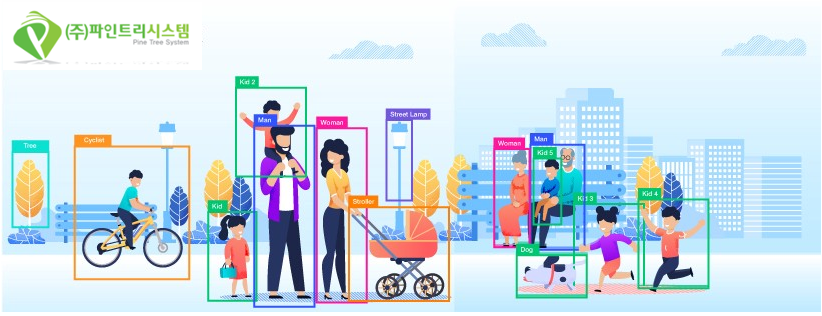 (주)파인트리시스템
Pine Tree System
Kid 2
Street Lamp
Man
Woman
Cyclist
Tree
Kid
Stroller
Woman
Man
Kid 5
Kid 3
Kid 4
Dog